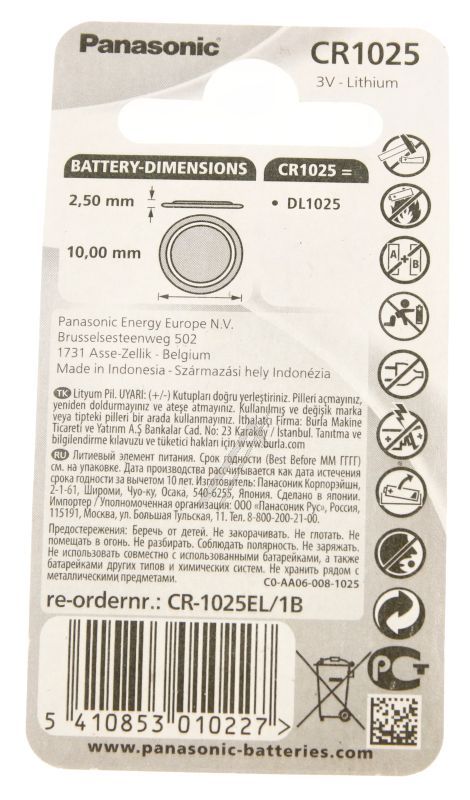 Panasonic
CR1025
3V - Lithium
BATTERY-DIMENSIONS
CR1025 =
2,50 mm
• DL1025
10,00 mm
A + B
Panasonic Energy Europe N.V.
Brusselsesteenweg 502
1731 Asse-Zellik - Belgium
Made in Indonesia - Származási hely Indonézia
TK Lityum Pil. UYARI: (+/-) Kutupları doğru yerleştiriniz. Pilleri açmayınız,
yeniden doldurmayınız ve ateşe atmayınız. Kullanılmış ve değişik marka
veya tipteki pilleri bir arada kullanmayınız. Ithalatçı Firma: Burla Makine
Ticareti ve Yatırım A.Ş Bankalar Cad. No: 23 Karaköy / İstanbul. Tanıtma ve
bilgilendirme kılavuzu ve tüketici hakları için www.burla.com
RU Литиевый элемент питания. Срок годности (Best Before MM ГГГГ)
см. на упаковке. Дата производства рассчитывается как дата истечения
срока годности за вычетом 10 лет. Изготовитель: Панасоник Корпорэйшн,
2-1-61, Широми, Чуо-ку, Осака, 540-6255, Япония. Сделано в японии.
Импортер / Уполномоченная организация: ООО «Панасоник Рус», Россия,
115191, Москва, ул. Большая Тульская, 11. Тел. 8-800-200-21-00.
Предостережения: Беречь от детей. Не закорачивать. Не глотать. Не
помещать в огонь. Не разбирать. Соблюдать полярность. Не заряжать.
Не использовать совместно с использованными батарейками, а также
батарейками других типов и химических систем. Не хранить рядом с
металлическими предметами.
C0-AA06-008-1025
re-ordernr.: CR-1025EL/1B
5 410853 010227 >
www.panasonic-batteries.com